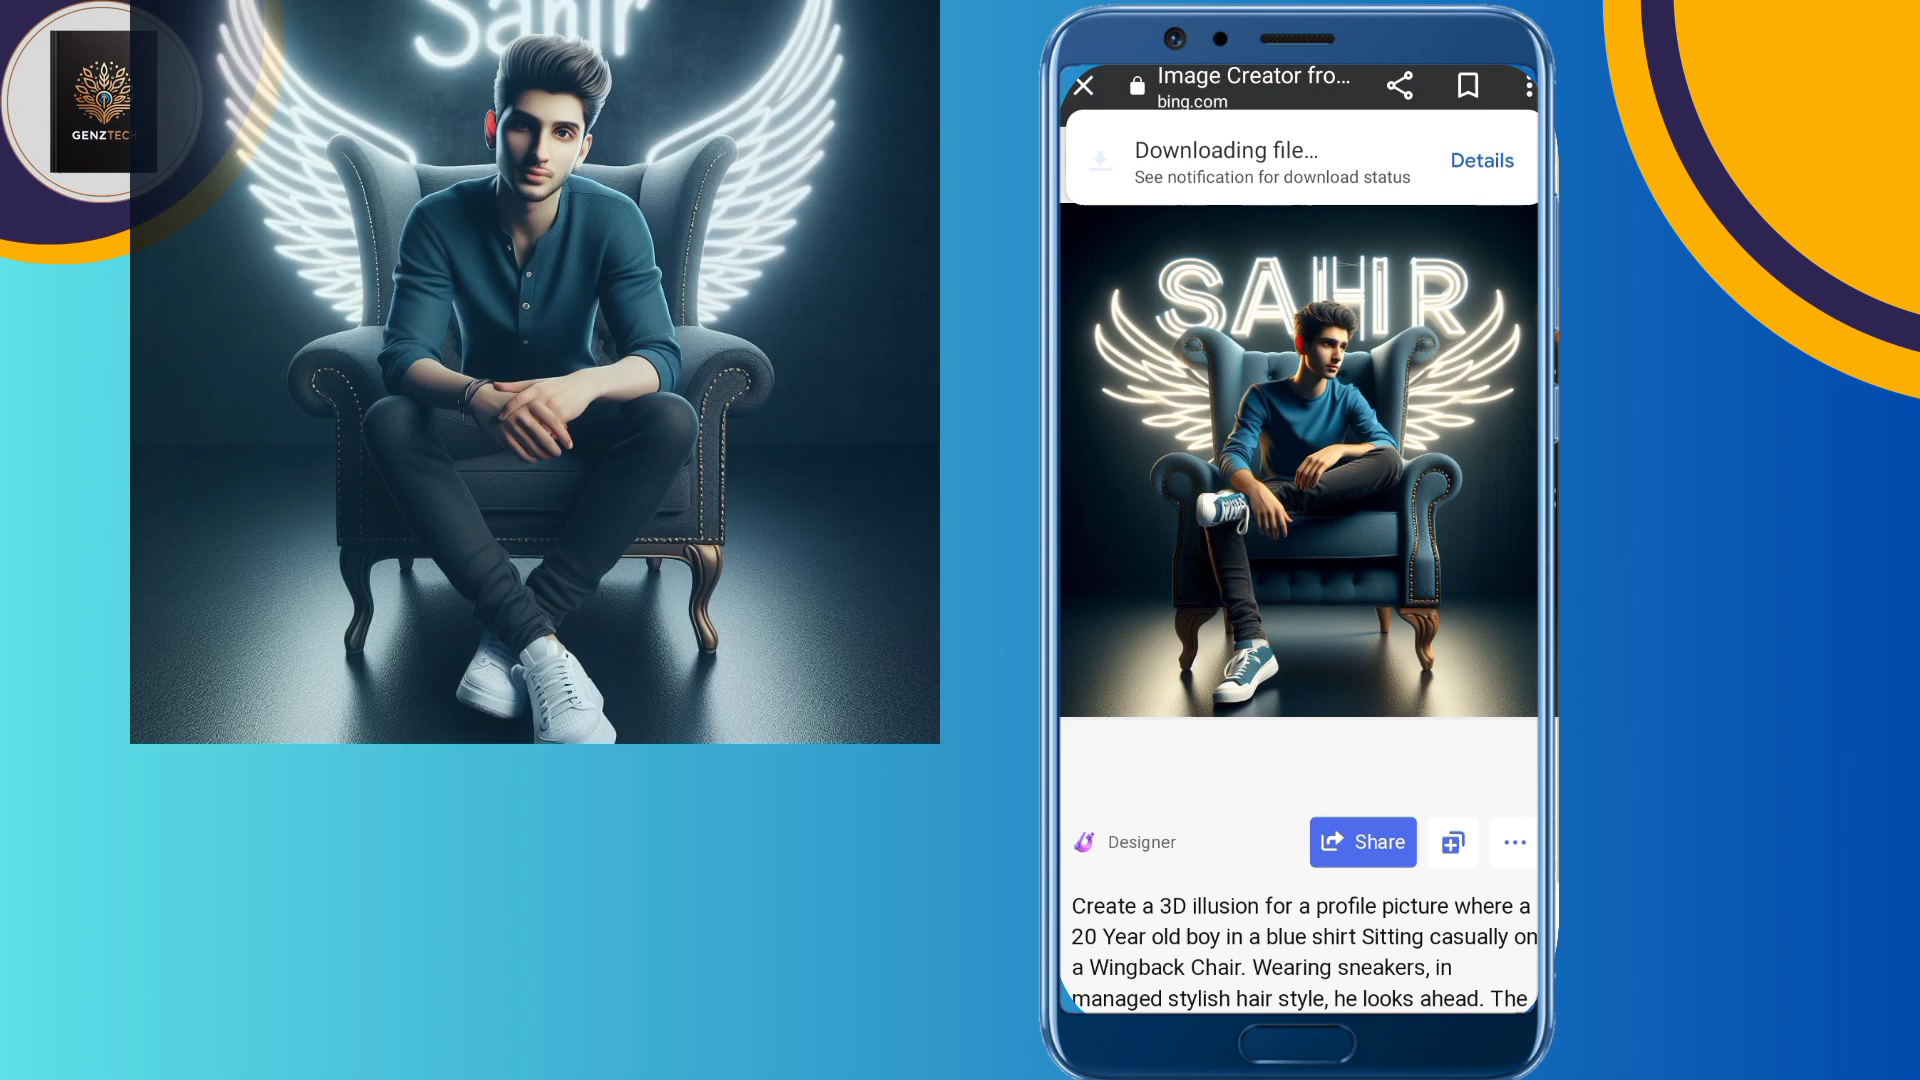 Sahir
GENZTECH
Image Creator fro...
bing.com
Downloading file...
See notification for download status
Details
SAHIR
Designer
Share
Create a 3D illusion for a profile picture where a
20 Year old boy in a blue shirt Sitting casually on
a Wingback Chair. Wearing sneakers, in
managed stylish hair style, he looks ahead. The